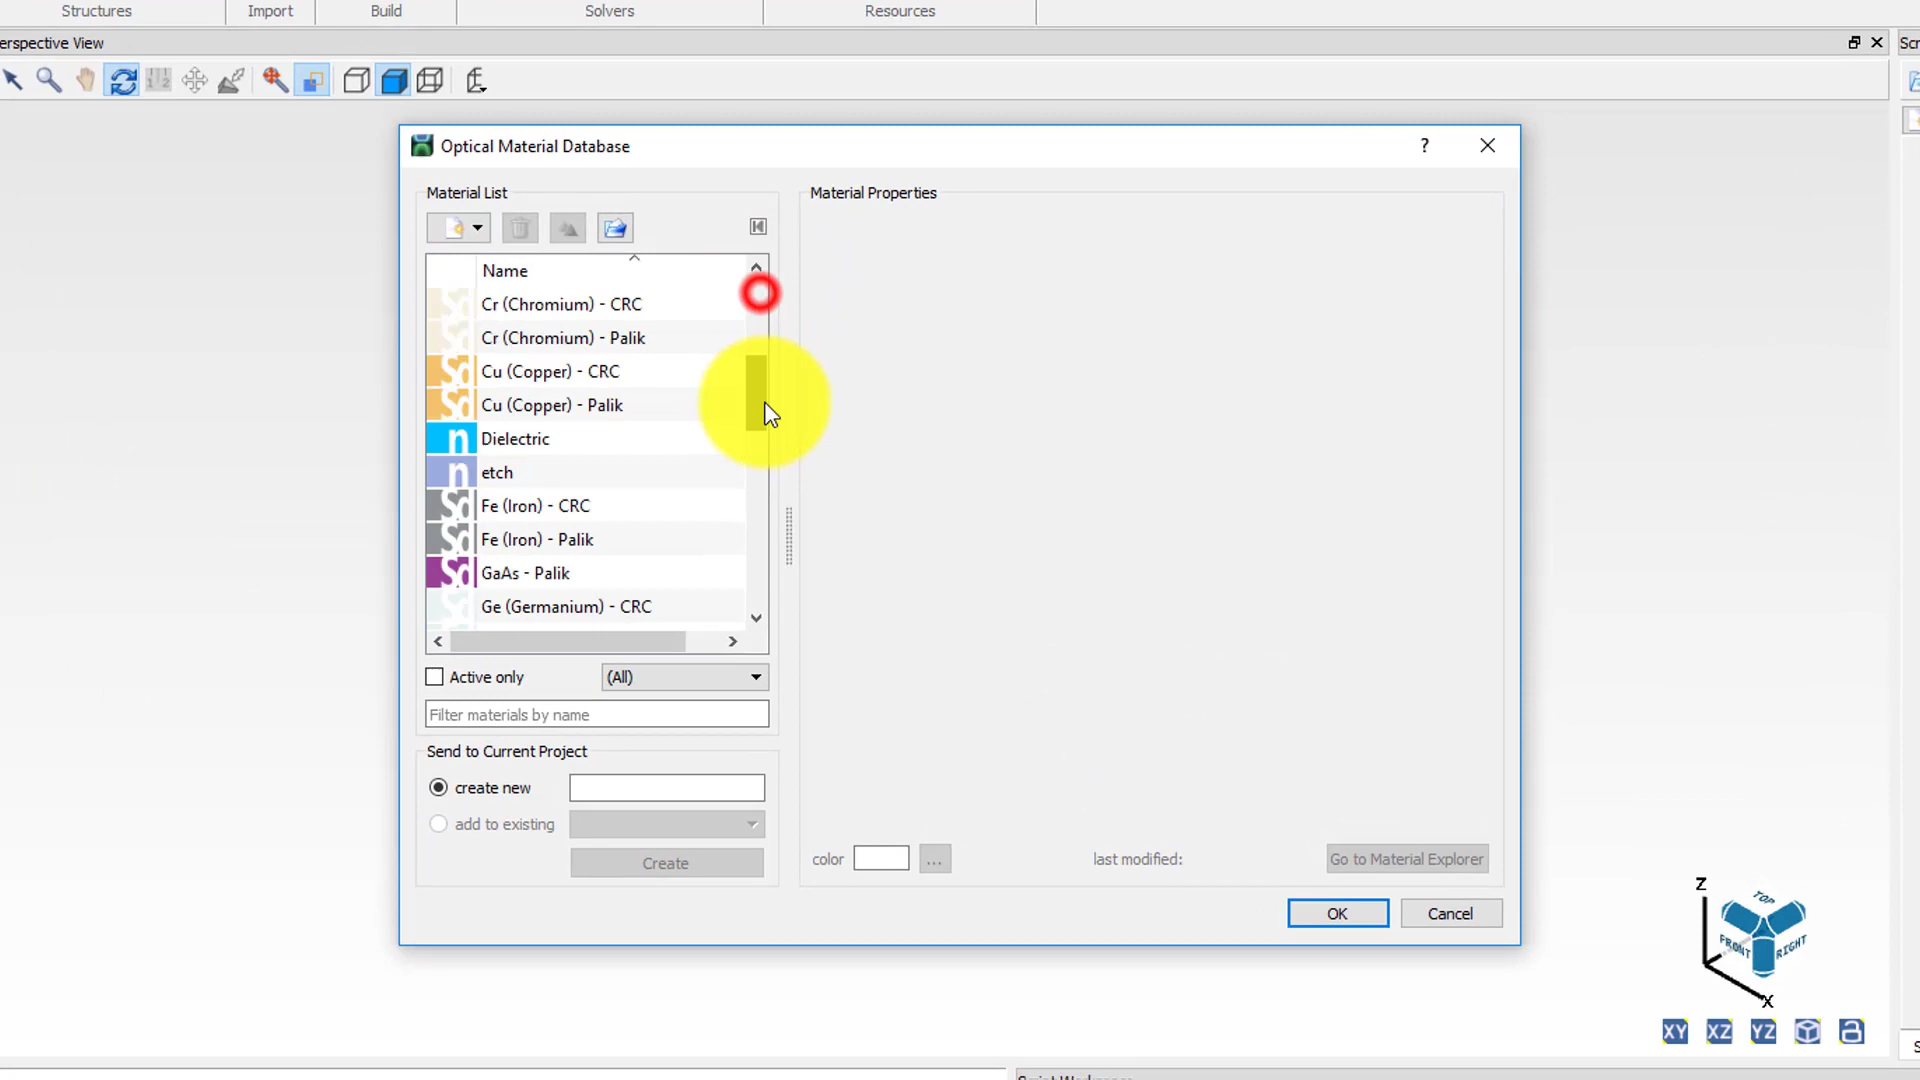 Structures Import Build Solvers Resources
erspective View
Scr
Optical Material Database
?
Material List
Material Properties
Name
Cr (Chromium) - CRC
Cr (Chromium) - Palik
Cu (Copper) - CRC
Cu (Copper) - Palik
n Dielectric
n etch
Fe (Iron) - CRC
Fe (Iron) - Palik
GaAs - Palik
Ge (Germanium) - CRC
Active only (All)
Filter materials by name
Send to Current Project
create new
add to existing
Create
color ... last modified: Go to Material Explorer
OK Cancel
Z
TOP
FRONT RIGHT
X
XY XZ YZ